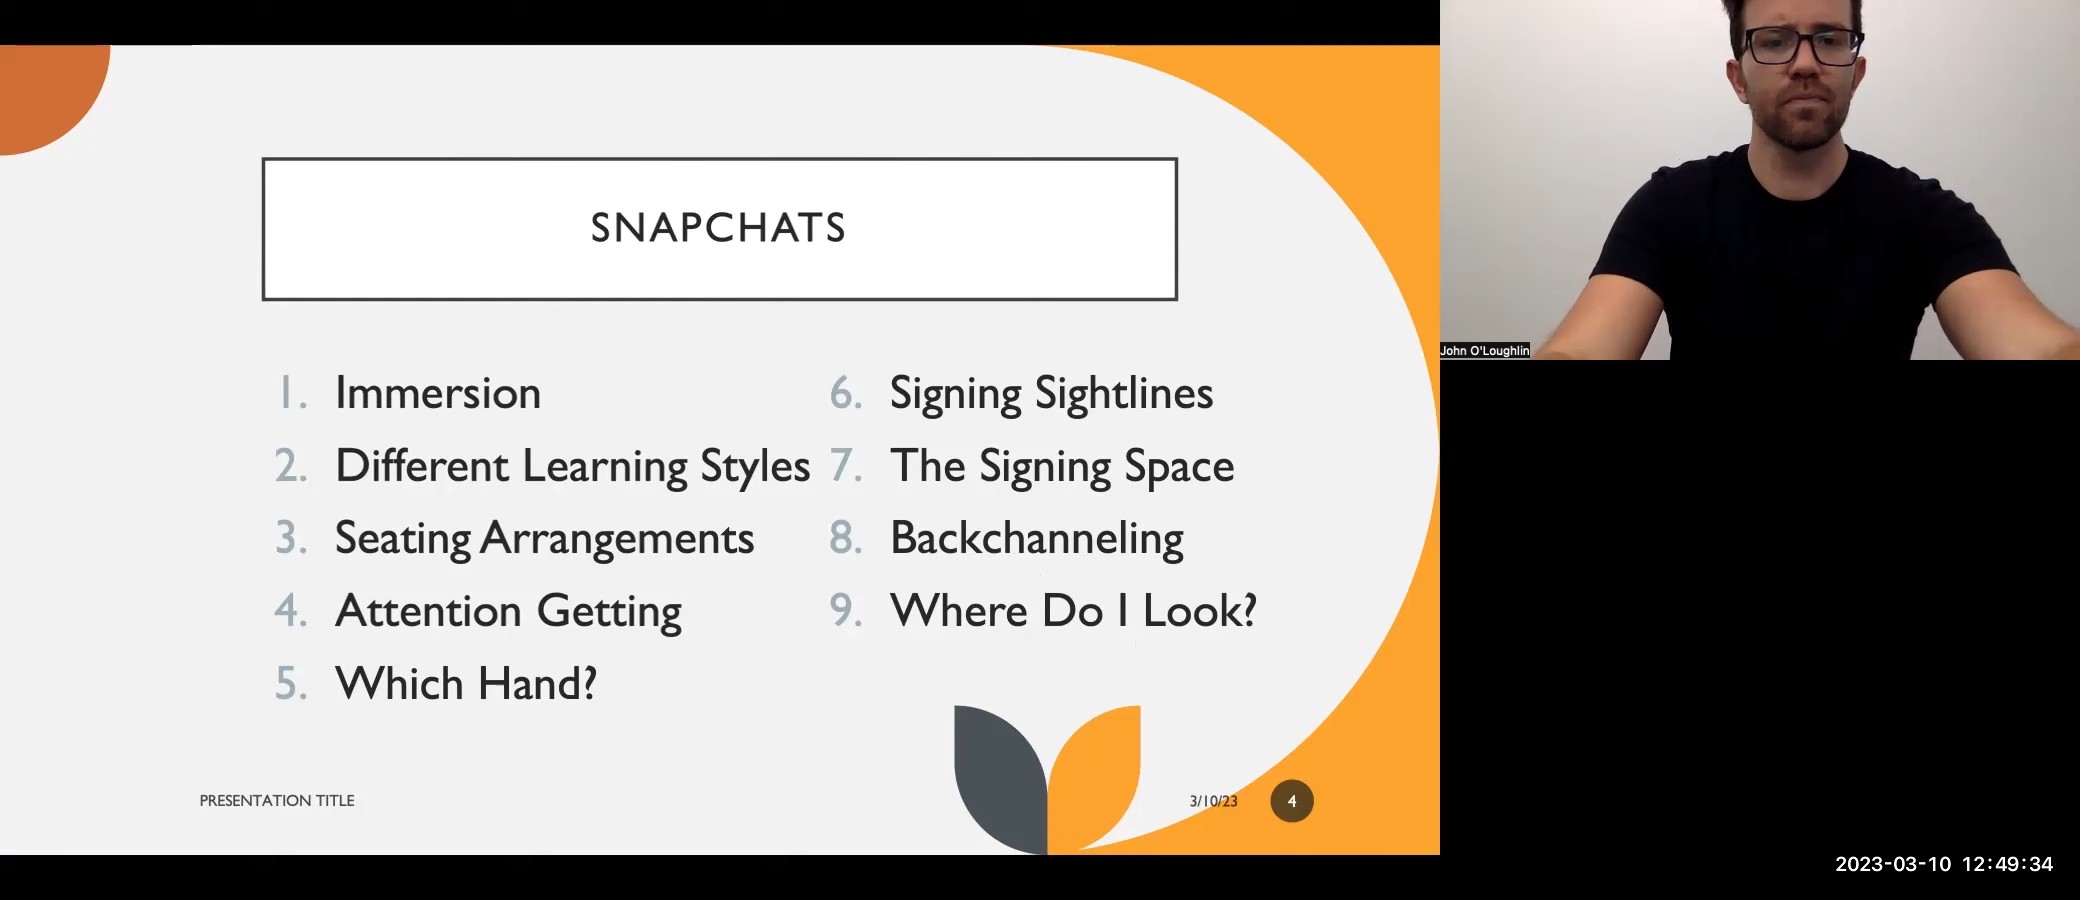 SNAPCHATS
1. Immersion
2. Different Learning Styles
3. Seating Arrangements
4. Attention Getting
5. Which Hand?
6. Signing Sightlines
7. The Signing Space
8. Backchanneling
9. Where Do I Look?
PRESENTATION TITLE
3/10/23
4
John O'Loughlin
2023-03-10 12:49:34